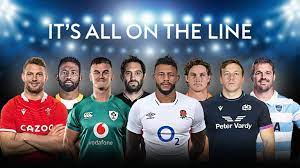 IT'S ALL ON THE LINE
CAZOO
vodafone
O2
Peter Vardy